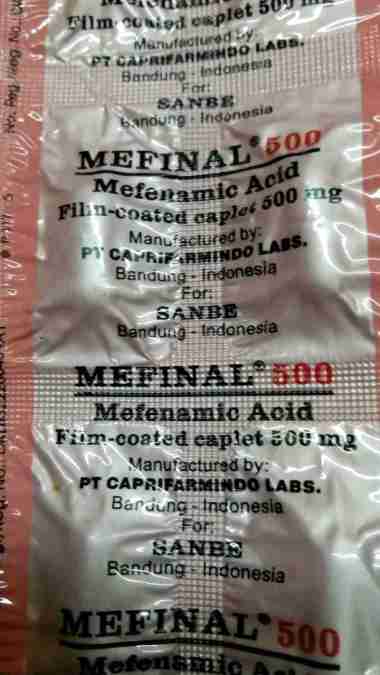 Film-coated caplet 500 mg
Manufactured by:
PT CAPRIFARMINDO LABS.
Bandung - Indonesia
For:
SANBE
Bandung - Indonesia
MEFINAL® 500
Mefenamic Acid
Film-coated caplet 500 mg
Manufactured by:
PT CAPRIFARMINDO LABS.
Bandung - Indonesia
For:
SANBE
Bandung - Indonesia
MEFINAL® 500
Mefenamic Acid
Film-coated caplet 500 mg
Manufactured by:
PT CAPRIFARMINDO LABS.
Bandung - Indonesia
For:
SANBE
Bandung - Indonesia
MEFINAL® 500
Mefenamic
No. Reg.